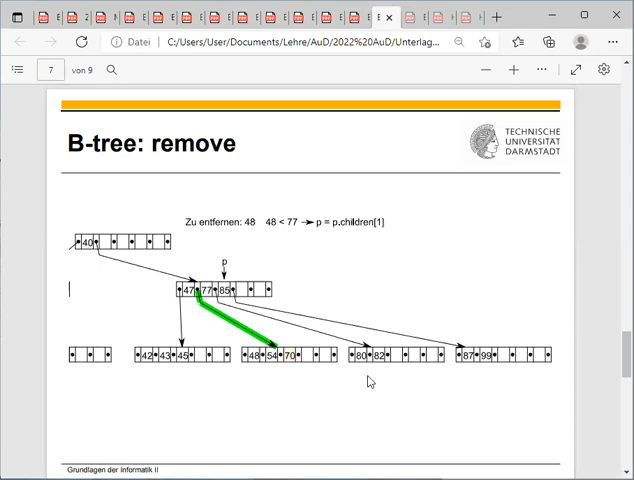 E
2
A
E
E
E
E
E
E
E
E
E
E
Datei C:/Users/User/Documents/Lehre/AuD/2022%20AuD/Unterlag...
7 von 9
B-tree: remove
TECHNISCHE
UNIVERSITÄT
DARMSTADT
Zu entfernen: 48 48 < 77 → p = p.children[1]
40
p
47 77 85
42 43 45 48 54 70 80 82 87 99
Grundlagen der Informatik II